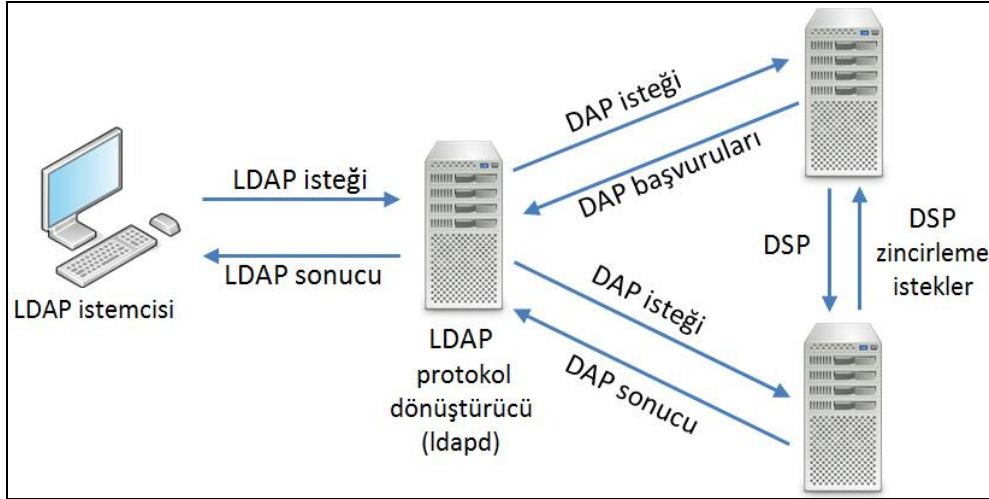 DAP isteği
DAP başvuruları
LDAP isteği
LDAP sonucu
LDAP istemcisi
LDAP
protokol
dönüştürücü
(ldapd)
DAP isteği
DAP sonucu
DSP
DSP
zincirleme
istekler